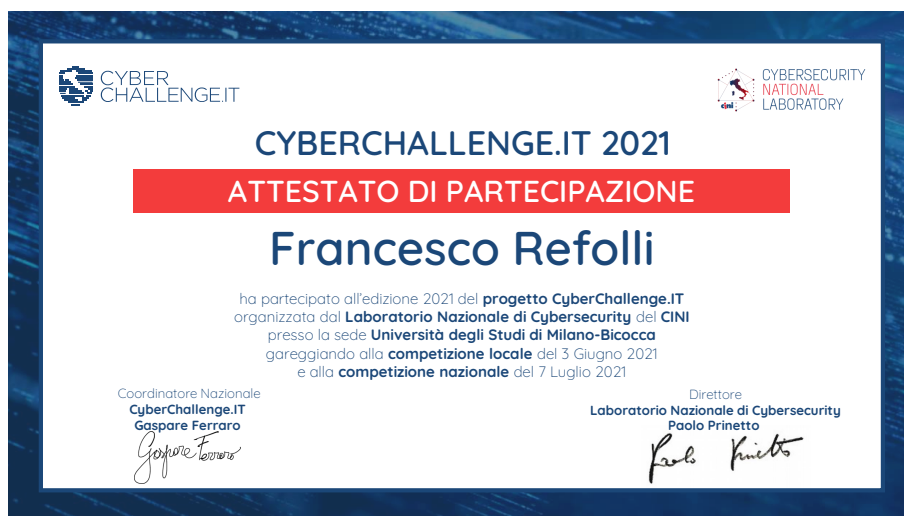 CYBER
CHALLENGE.IT
CYBERSECURITY
NATIONAL
LABORATORY
cini
CYBERCHALLENGE.IT 2021
ATTESTATO DI PARTECIPAZIONE
Francesco Refolli
ha partecipato all'edizione 2021 del progetto CyberChallenge.IT
organizzata dal Laboratorio Nazionale di Cybersecurity del CINI
presso la sede Università degli Studi di Milano-Bicocca
gareggiando alla competizione locale del 3 Giugno 2021
e alla competizione nazionale del 7 Luglio 2021
Coordinatore Nazionale
CyberChallenge.IT
Gaspare Ferraro
Gaspare Ferraro
Direttore
Laboratorio Nazionale di Cybersecurity
Paolo Prinetto
Paolo Prinetto